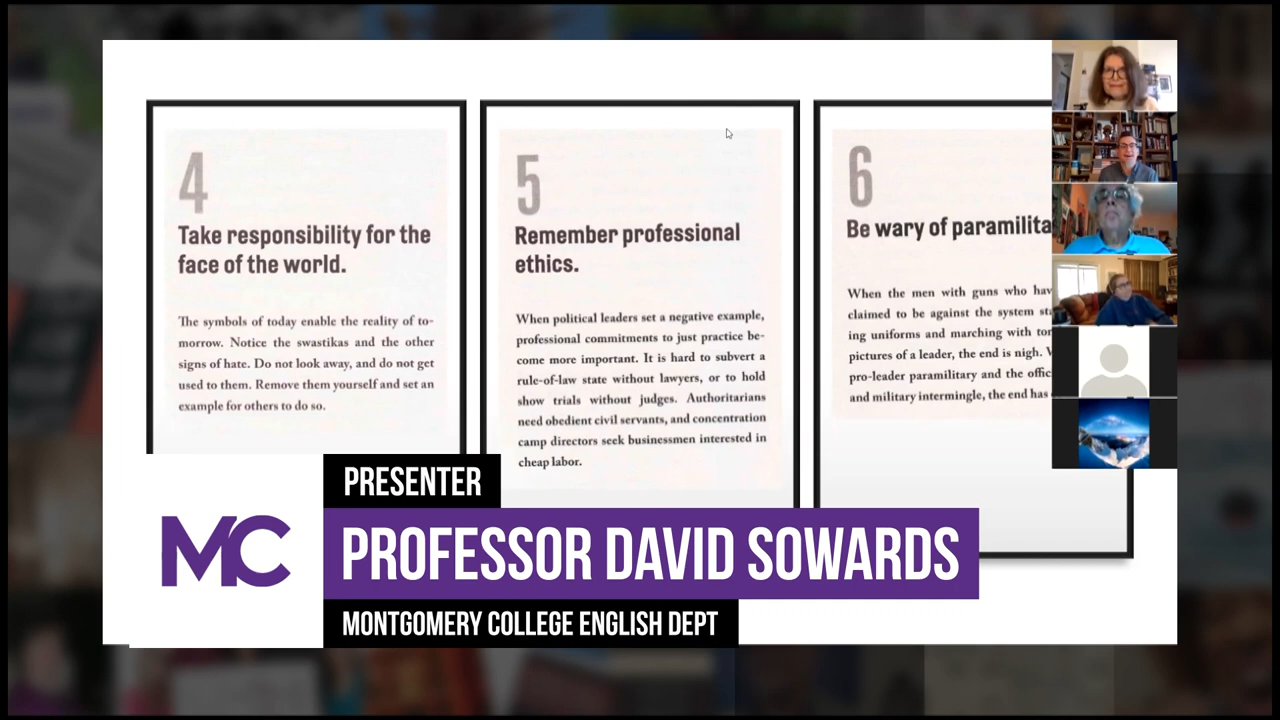 4
Take responsibility for the
face of the world.
The symbols of today enable the reality of to-
morrow. Notice the swastikas and the other
signs of hate. Do not look away, and do not get
used to them. Remove them yourself and set an
example for others to do so.
5
Remember professional
ethics.
When political leaders set a negative example,
professional commitments to just practice be-
come more important. It is hard to subvert a
rule-of-law state without lawyers, or to hold
show trials without judges. Authoritarians
need obedient civil servants, and concentration
camp directors seek businessmen interested in
cheap labor.
6
Be wary of paramilita
When the men with guns who hav
claimed to be against the system st
ing uniforms and marching with tor
pictures of a leader, the end is nigh. W
pro-leader paramilitary and the offic
and military intermingle, the end has
MC
PRESENTER
PROFESSOR DAVID SOWARDS
MONTGOMERY COLLEGE ENGLISH DEPT